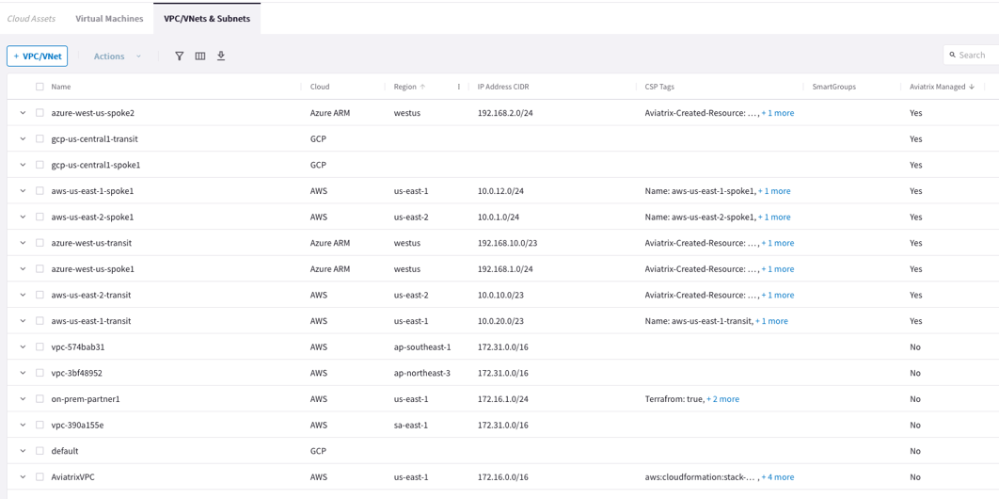 Cloud Assets Virtual Machines VPC/VNets & Subnets
+ VPC/VNet Actions Search
Name Cloud Region IP Address CIDR CSP Tags SmartGroups Aviatrix Managed
azure-west-us-spoke2 Azure ARM westus 192.168.2.0/24 Aviatrix-Created-Resource: ..., + 1 more Yes
gcp-us-central1-transit GCP Yes
gcp-us-central1-spoke1 GCP Yes
aws-us-east-1-spoke1 AWS us-east-1 10.0.12.0/24 Name: aws-us-east-1-spoke1, + 1 more Yes
aws-us-east-2-spoke1 AWS us-east-2 10.0.1.0/24 Name: aws-us-east-2-spoke1, + 1 more Yes
azure-west-us-transit Azure ARM westus 192.168.10.0/23 Aviatrix-Created-Resource: ..., + 1 more Yes
azure-west-us-spoke1 Azure ARM westus 192.168.1.0/24 Aviatrix-Created-Resource: ..., + 1 more Yes
aws-us-east-2-transit AWS us-east-2 10.0.10.0/23 Aviatrix-Created-Resource: ..., + 1 more Yes
aws-us-east-1-transit AWS us-east-1 10.0.20.0/23 Name: aws-us-east-1-transit, + 1 more Yes
vpc-574bab31 AWS ap-southeast-1 172.31.0.0/16 No
vpc-3bf48952 AWS ap-northeast-3 172.31.0.0/16 No
on-prem-partner1 AWS us-east-1 172.16.1.0/24 Terrafrom: true, + 2 more No
vpc-390a155e AWS sa-east-1 172.31.0.0/16 No
default GCP No
AviatrixVPC AWS us-east-1 172.16.0.0/16 aws:cloudformation:stack-... , + 4 more No